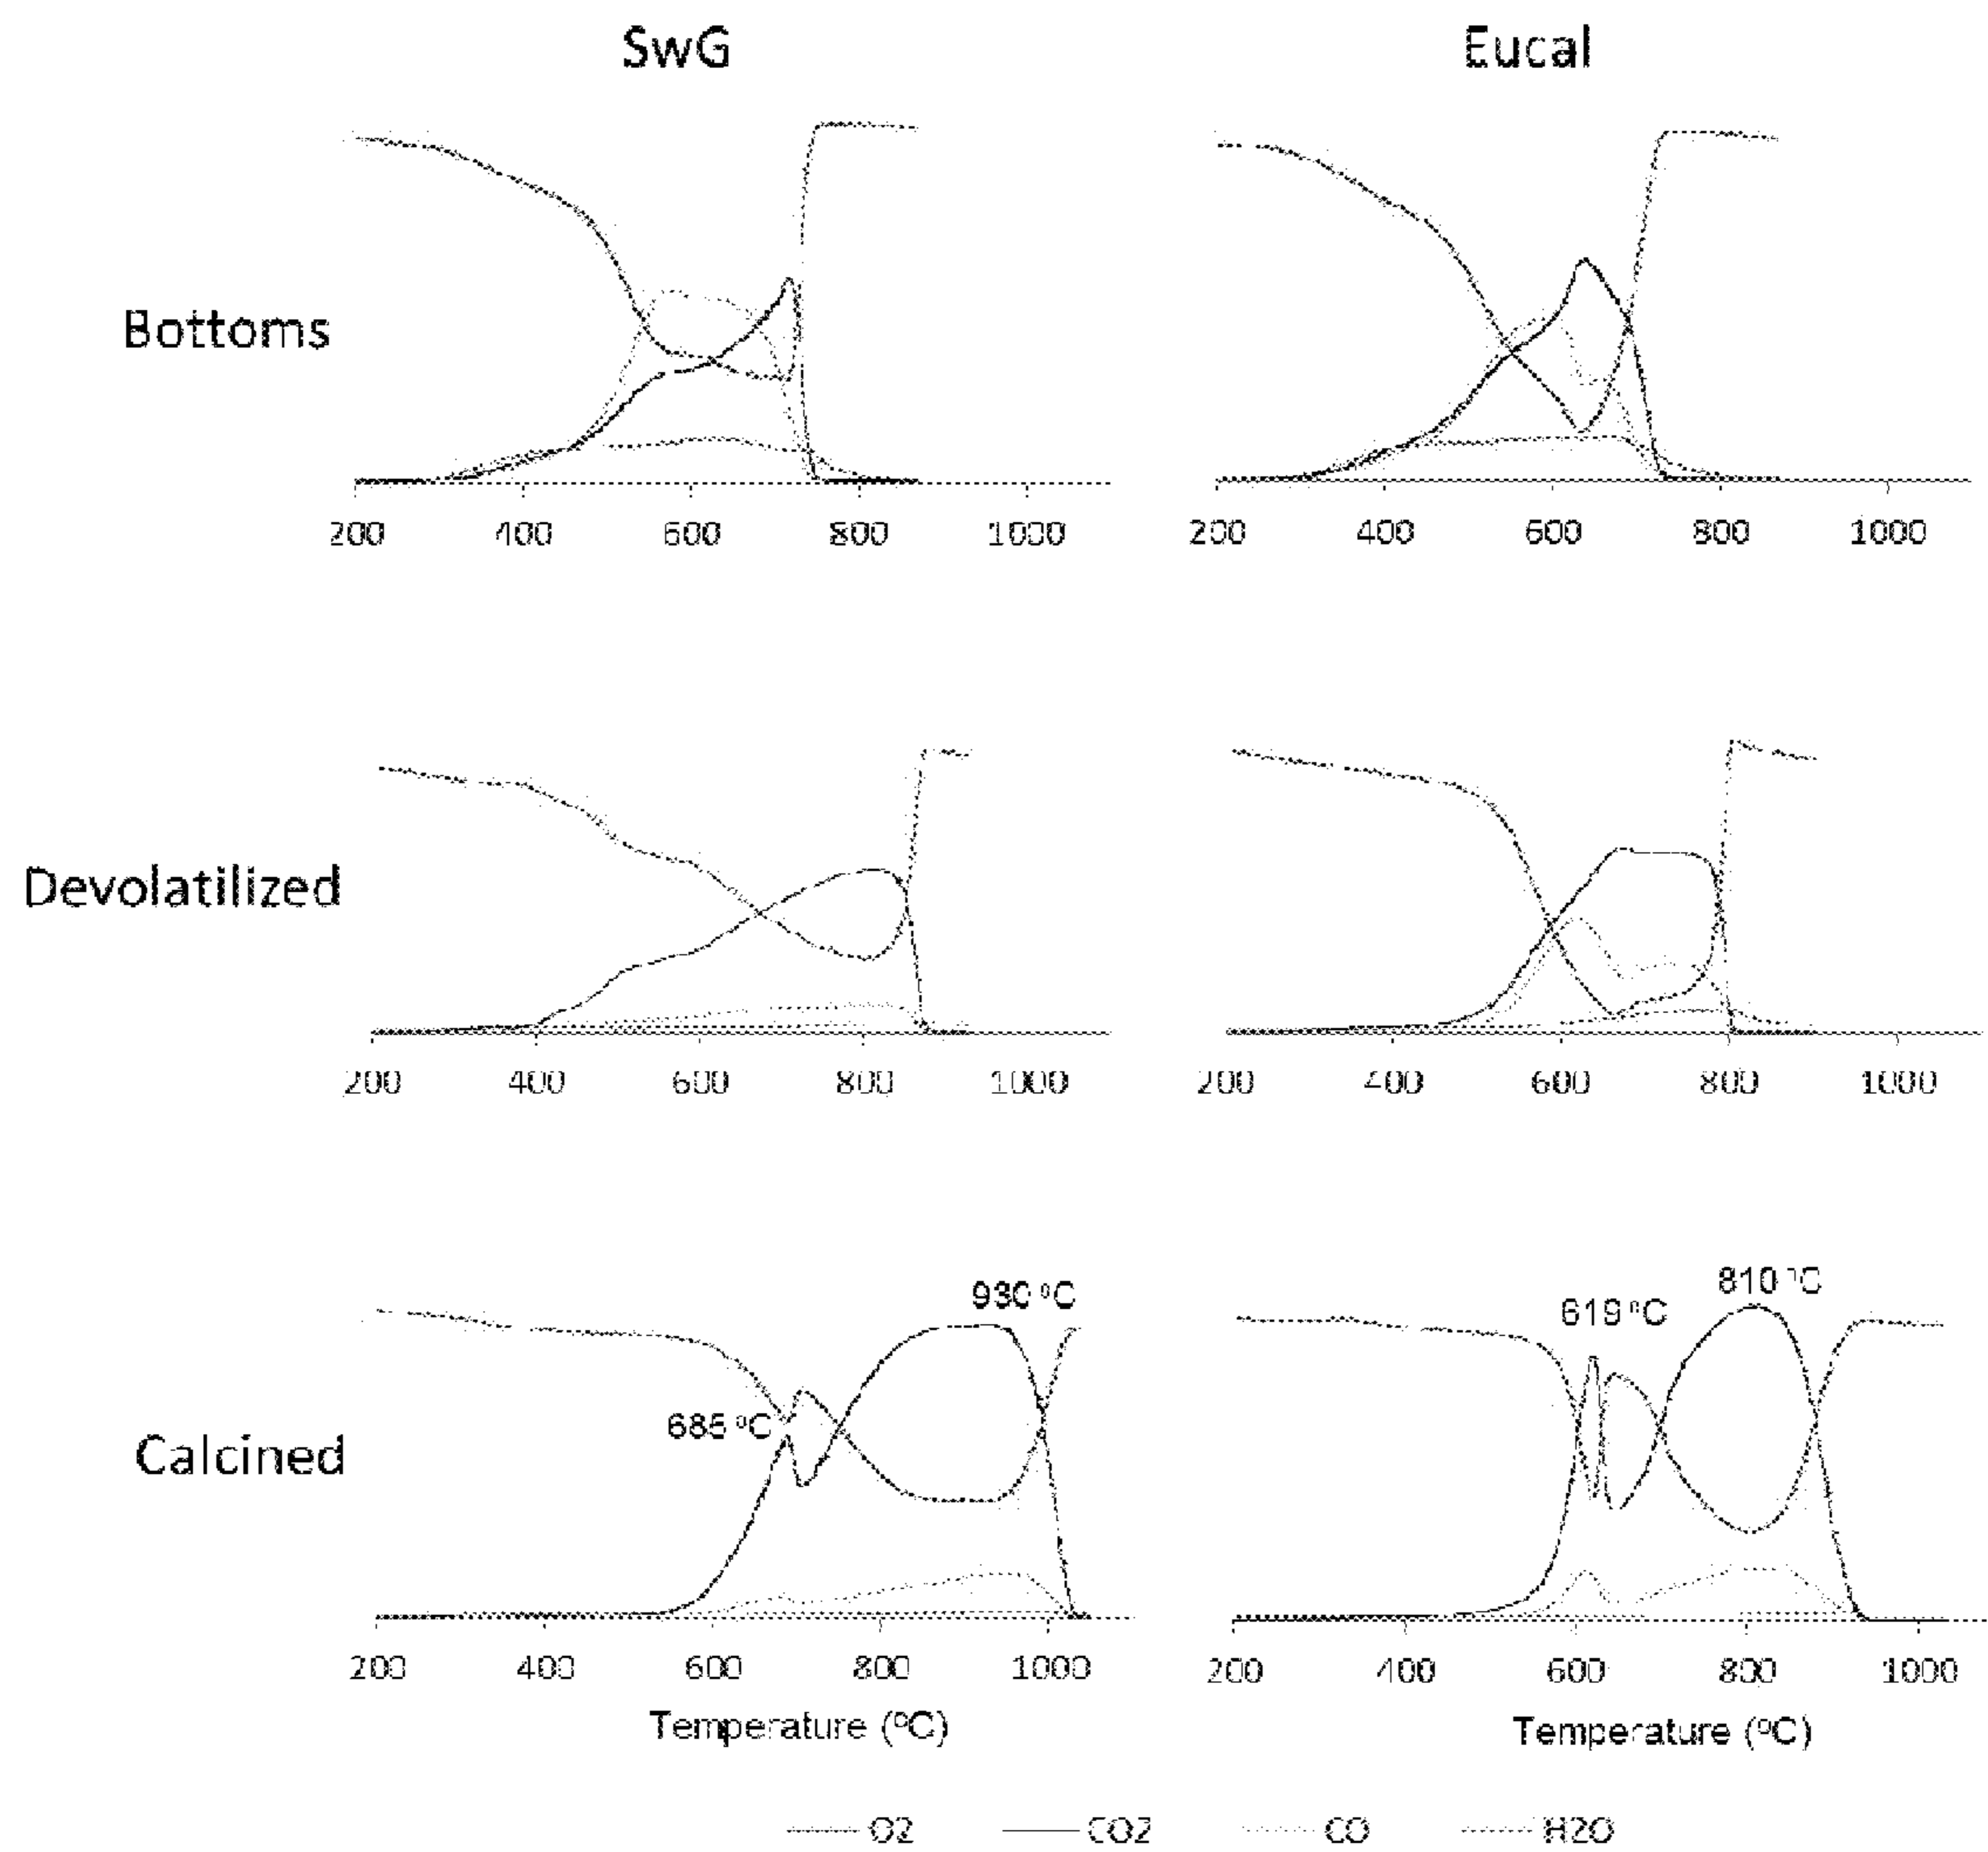 SwG Eucal
Bottoms
200 400 600 800 1000 200 400 600 800 1000
Devolatilized
200 400 600 800 1000 200 400 600 800 1000
930 °C 810 °C
619 °C
685 °C
Calcined
200 400 600 800 1000 200 400 600 800 1000
Temperature (°C) Temperature (°C)
O2 CO2 CO H2O